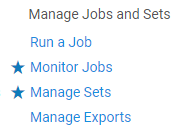 Manage Jobs and Sets
Run a Job
Monitor Jobs
Manage Sets
Manage Exports